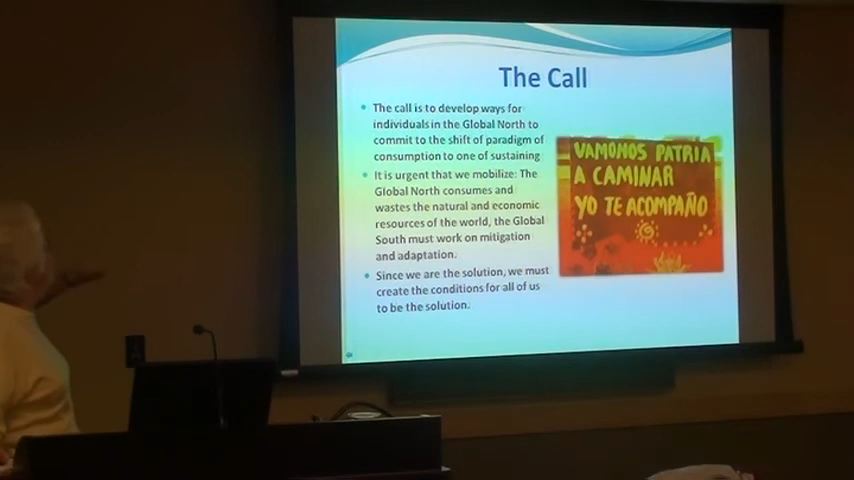 The Call
The call is to develop ways for
individuals in the Global North to
commit to the shift of paradigm of
consumption to one of sustaining
It is urgent that we mobilize: The
Global North consumes and
wastes the natural and economic
resources of the world, the Global
South must work on mitigation
and adaptation.
Since we are the solution, we must
create the conditions for all of us
to be the solution.
VAMONOS PATRIA
A CAMINAR
YO TE ACOMPAÑO